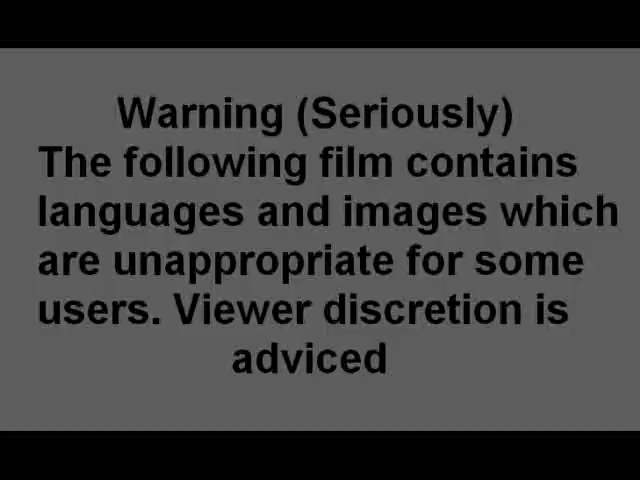 Warning (Seriously)
The following film contains
languages and images which
are unappropriate for some
users. Viewer discretion is
adviced